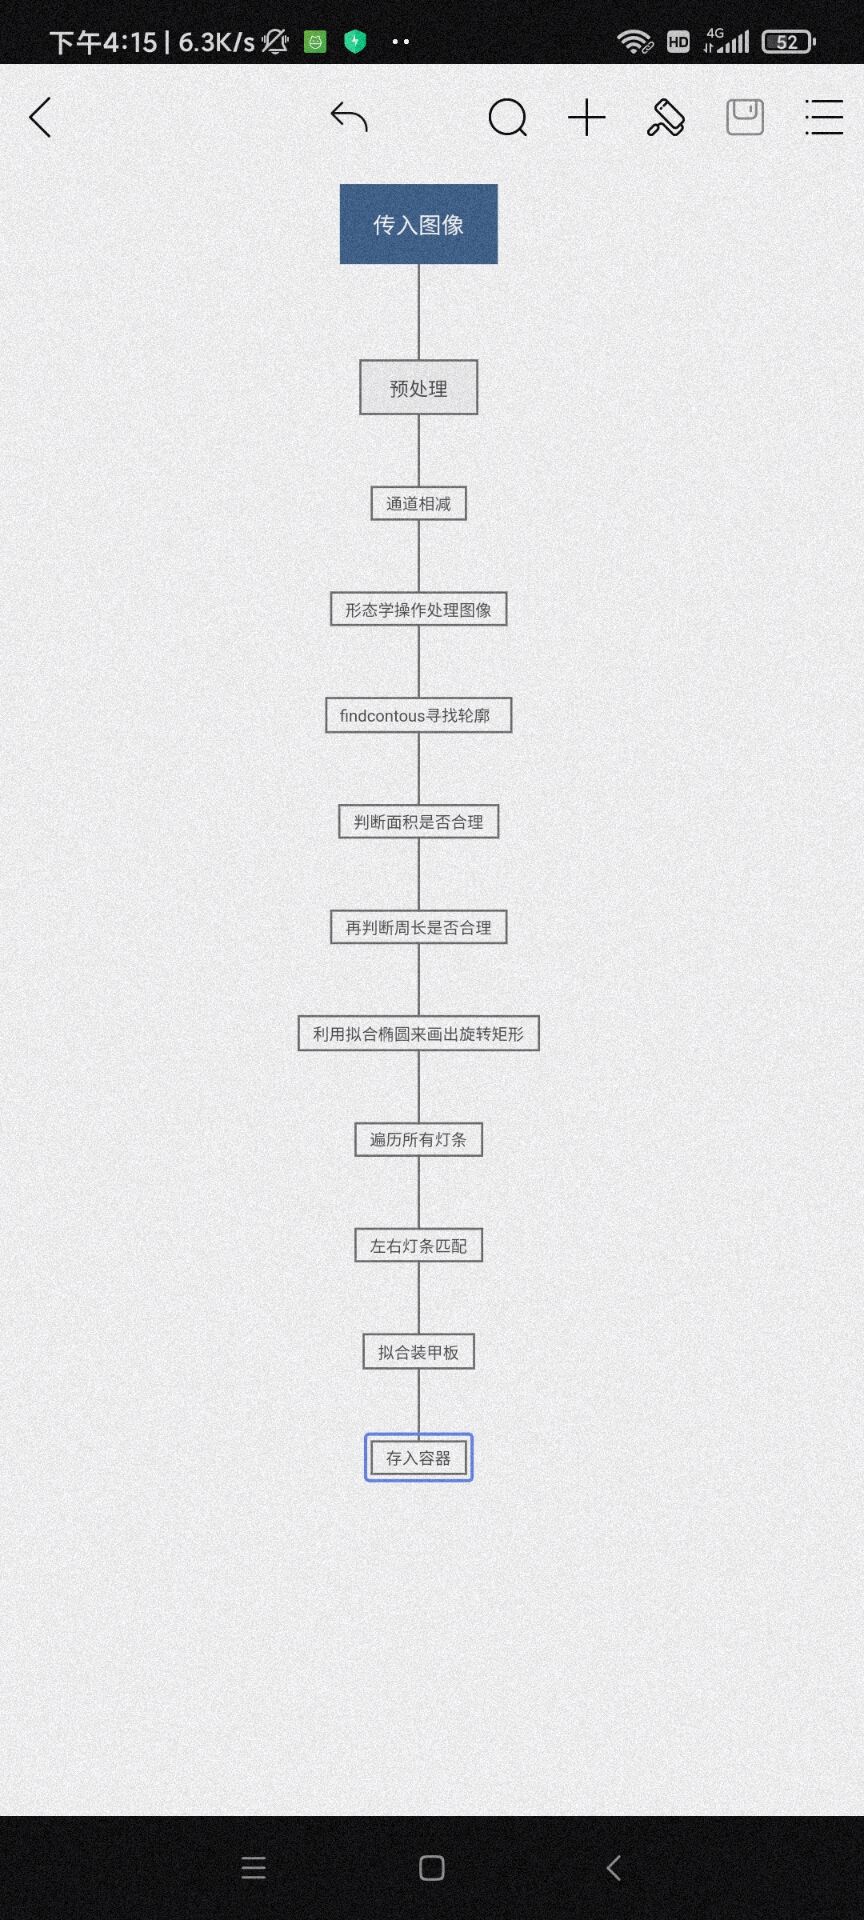 下午4:15 | 6.3K/s
HD
4G
52
传入图像
预处理
通道相减
形态学操作处理图像
findcontous寻找轮廓
判断面积是否合理
再判断周长是否合理
利用拟合椭圆来画出旋转矩形
遍历所有灯条
左右灯条匹配
拟合装甲板
存入容器